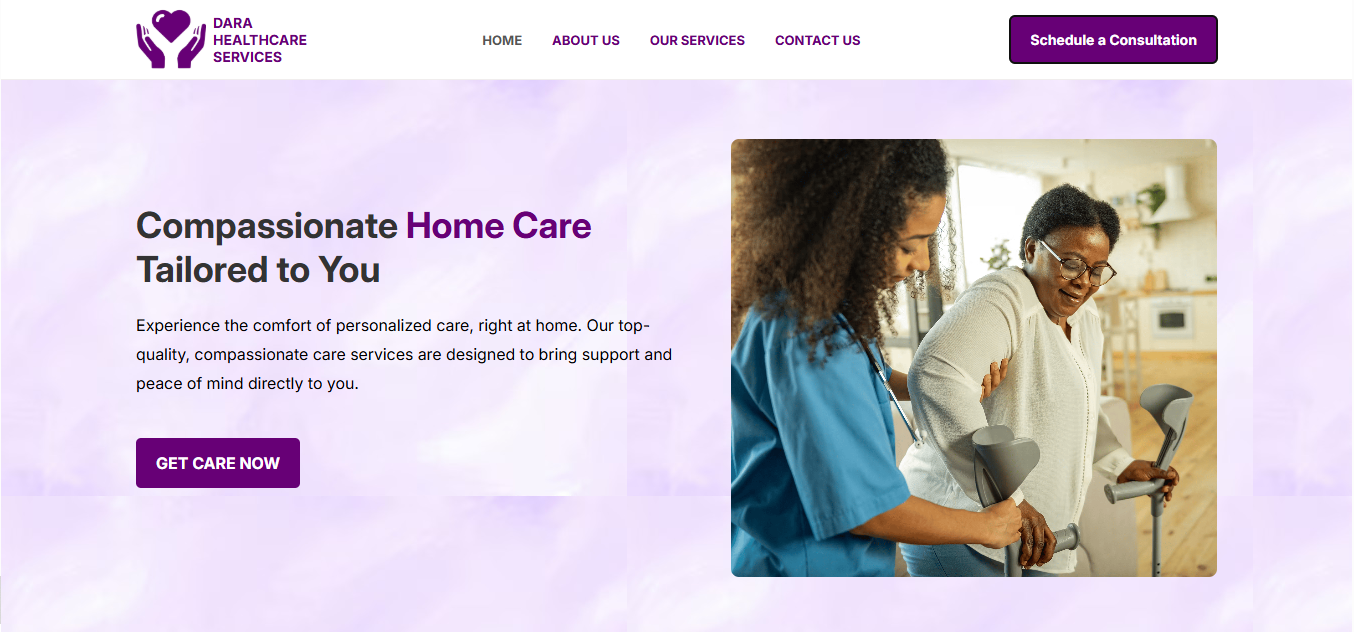 DARA
HEALTHCARE
SERVICES
HOME
ABOUT US
OUR SERVICES
CONTACT US
Schedule a Consultation
Compassionate Home Care
Tailored to You
Experience the comfort of personalized care, right at home. Our top-
quality, compassionate care services are designed to bring support and
peace of mind directly to you.
GET CARE NOW